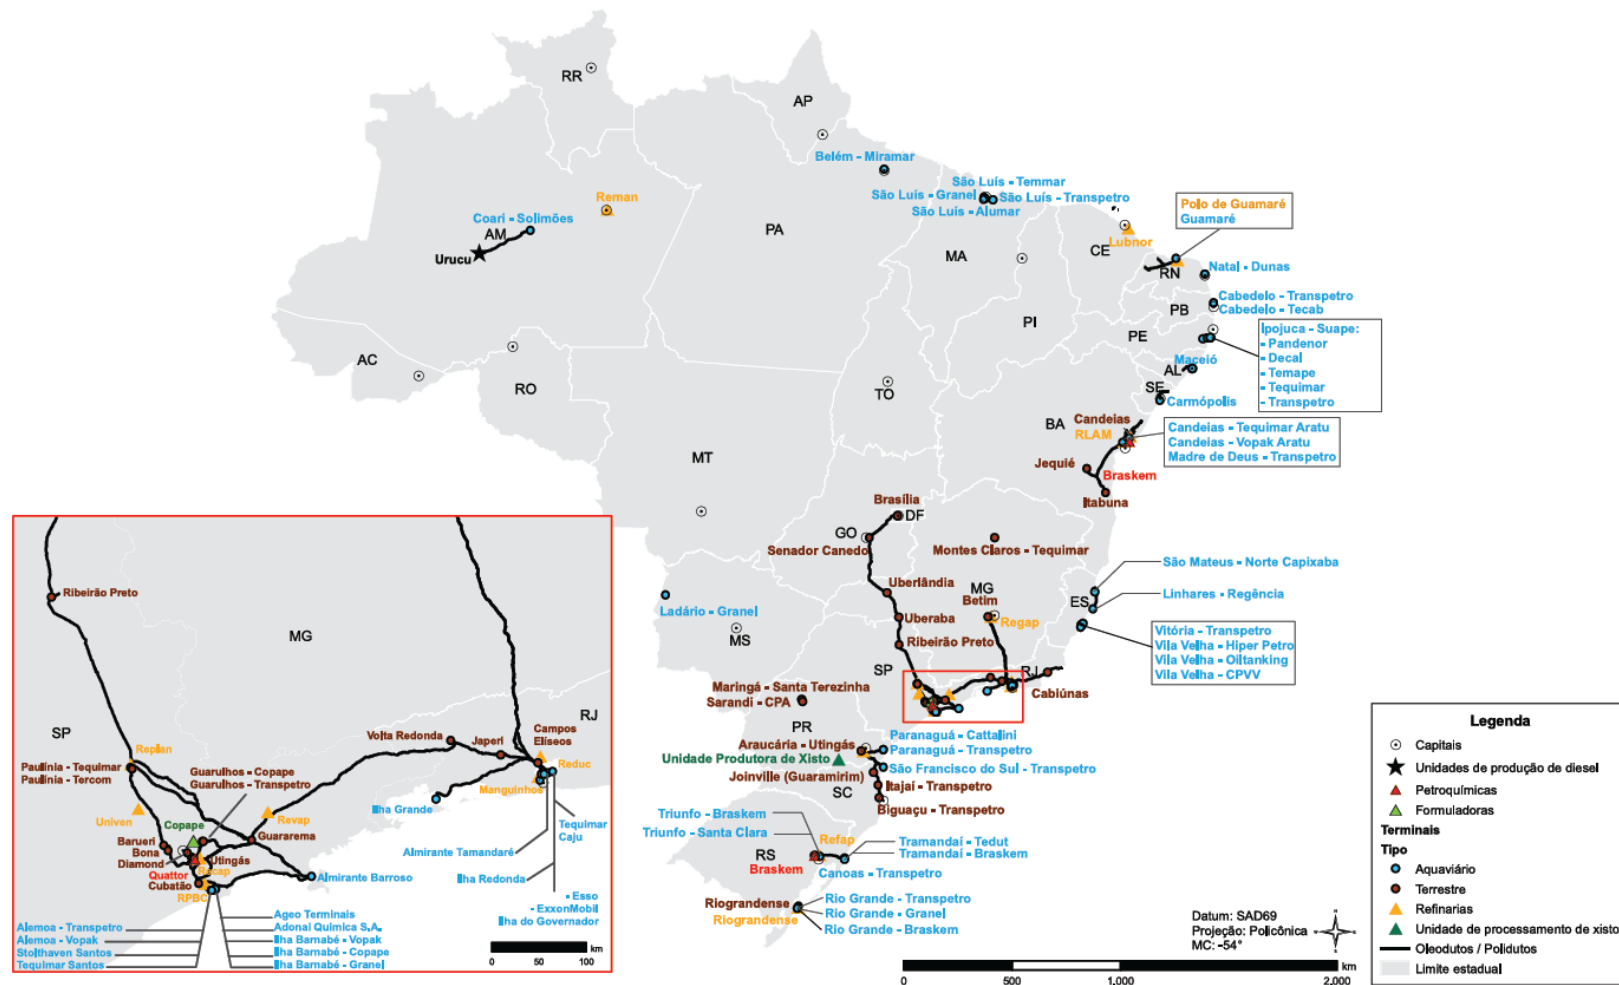 RR
AP
Belém - Miramar
São Luís - Temmar
São Luís - Granel
São Luís - Transpetro
São Luís - Alumar
Reman
Coari - Solimões
AM
Urucu
PA
MA
CE
Lubnor
Polo de Guamaré
Guamaré
RN
Natal - Dunas
Cabedelo - Transpetro
Cabedelo - Tecab
PB
PI
PE
Ipojuca - Suape:
- Pandenor
- Decal
- Temape
- Tequimar
- Transpetro
AC
RO
TO
Maceió
AL
SE
Carmópolis
BA
Candeias
RLAM
Candeias - Tequimar Aratu
Candeias - Vopak Aratu
Madre de Deus - Transpetro
Jequié
Braskem
Itabuna
MT
Brasília
DF
GO
Senador Canedo
Montes Claros - Tequimar
Uberlândia
MG
Betim
Regap
Uberaba
Ribeirão Preto
ES
São Mateus - Norte Capixaba
Linhares - Regência
Vitória - Transpetro
Vila Velha - Hiper Petro
Vila Velha - Oiltanking
Vila Velha - CPVV
Ladário - Granel
MS
SP
RJ
Cabiúnas
Maringá - Santa Terezinha
Sarandi - CPA
PR
Paranaguá - Cattalini
Araucária - Utingás
Paranaguá - Transpetro
Unidade Produtora de Xisto
São Francisco do Sul - Transpetro
Joinville (Guaramirim)
SC
Itajaí - Transpetro
Biguaçu - Transpetro
Triunfo - Braskem
Triunfo - Santa Clara
Refap
Tramandaí - Tedut
Tramandaí - Braskem
RS
Braskem
Canoas - Transpetro
Riograndense
Riograndense
Rio Grande - Transpetro
Rio Grande - Granel
Rio Grande - Braskem
Ribeirão Preto
MG
SP
RJ
Replan
Paulínia - Tequimar
Paulínia - Tercom
Guarulhos - Copape
Guarulhos - Transpetro
Volta Redonda
Japeri
Campos
Elíseos
Reduc
Manguinhos
Ilha Grande
Univen
Copape
Revap
Guararema
Barueri
Bona
Diamond
Utingás
Recap
Quattor
Cubatão
RPBC
Almirante Barroso
Almirante Tamandaré
Tequimar
Caju
Ilha Redonda
- Esso
- ExxonMobil
Ilha do Governador
Alemoa - Transpetro
Alemoa - Vopak
Stolthaven Santos
Tequimar Santos
Ageo Terminais
Adonai Química S.A.
Ilha Barnabé - Vopak
Ilha Barnabé - Copape
Ilha Barnabé - Granel
km
0 50 100
Datum: SAD69
Projeção: Policônica
MC: -54°
km
0 500 1.000 2.000
Legenda
Capitais
Unidades de produção de diesel
Petroquímicas
Formuladoras
Terminais
Tipo
Aquaviário
Terrestre
Refinarias
Unidade de processamento de xisto
Oleodutos / Polidutos
Limite estadual